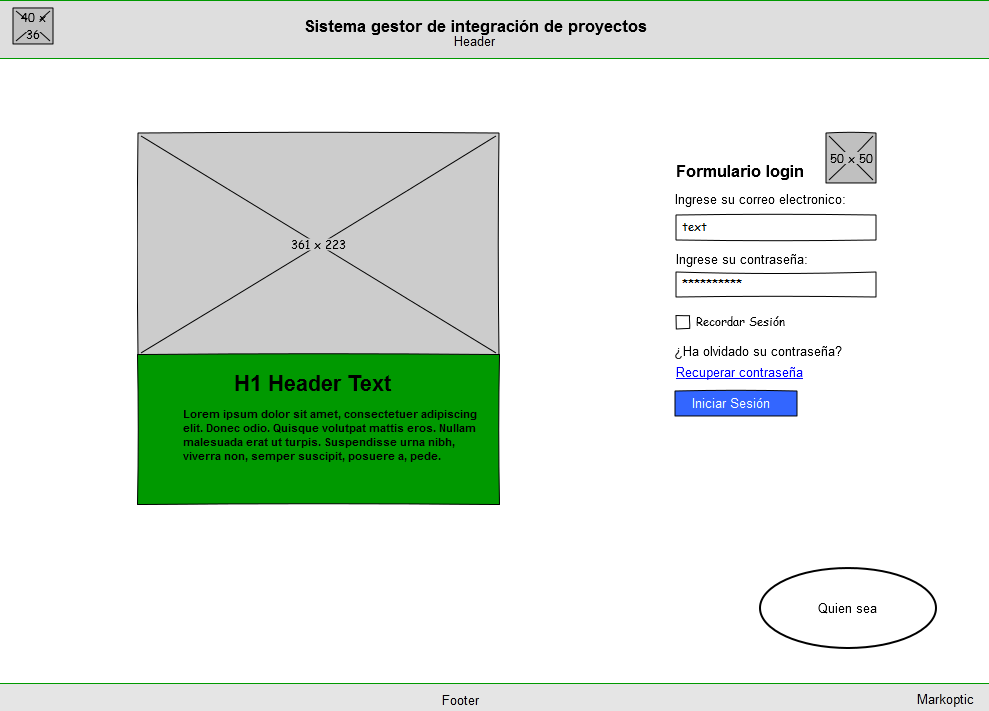 40 x
36
Sistema gestor de integración de proyectos
Header
361 x 223
H1 Header Text
Lorem ipsum dolor sit amet, consectetuer adipiscing
elit. Donec odio. Quisque volutpat mattis eros. Nullam
malesuada erat ut turpis. Suspendisse urna nibh,
viverra non, semper suscipit, posuere a, pede.
50 x 50
Formulario login
Ingrese su correo electronico:
text
Ingrese su contraseña:
**********
Recordar Sesión
¿Ha olvidado su contraseña?
Recuperar contraseña
Iniciar Sesión
Quien sea
Footer
Markoptic